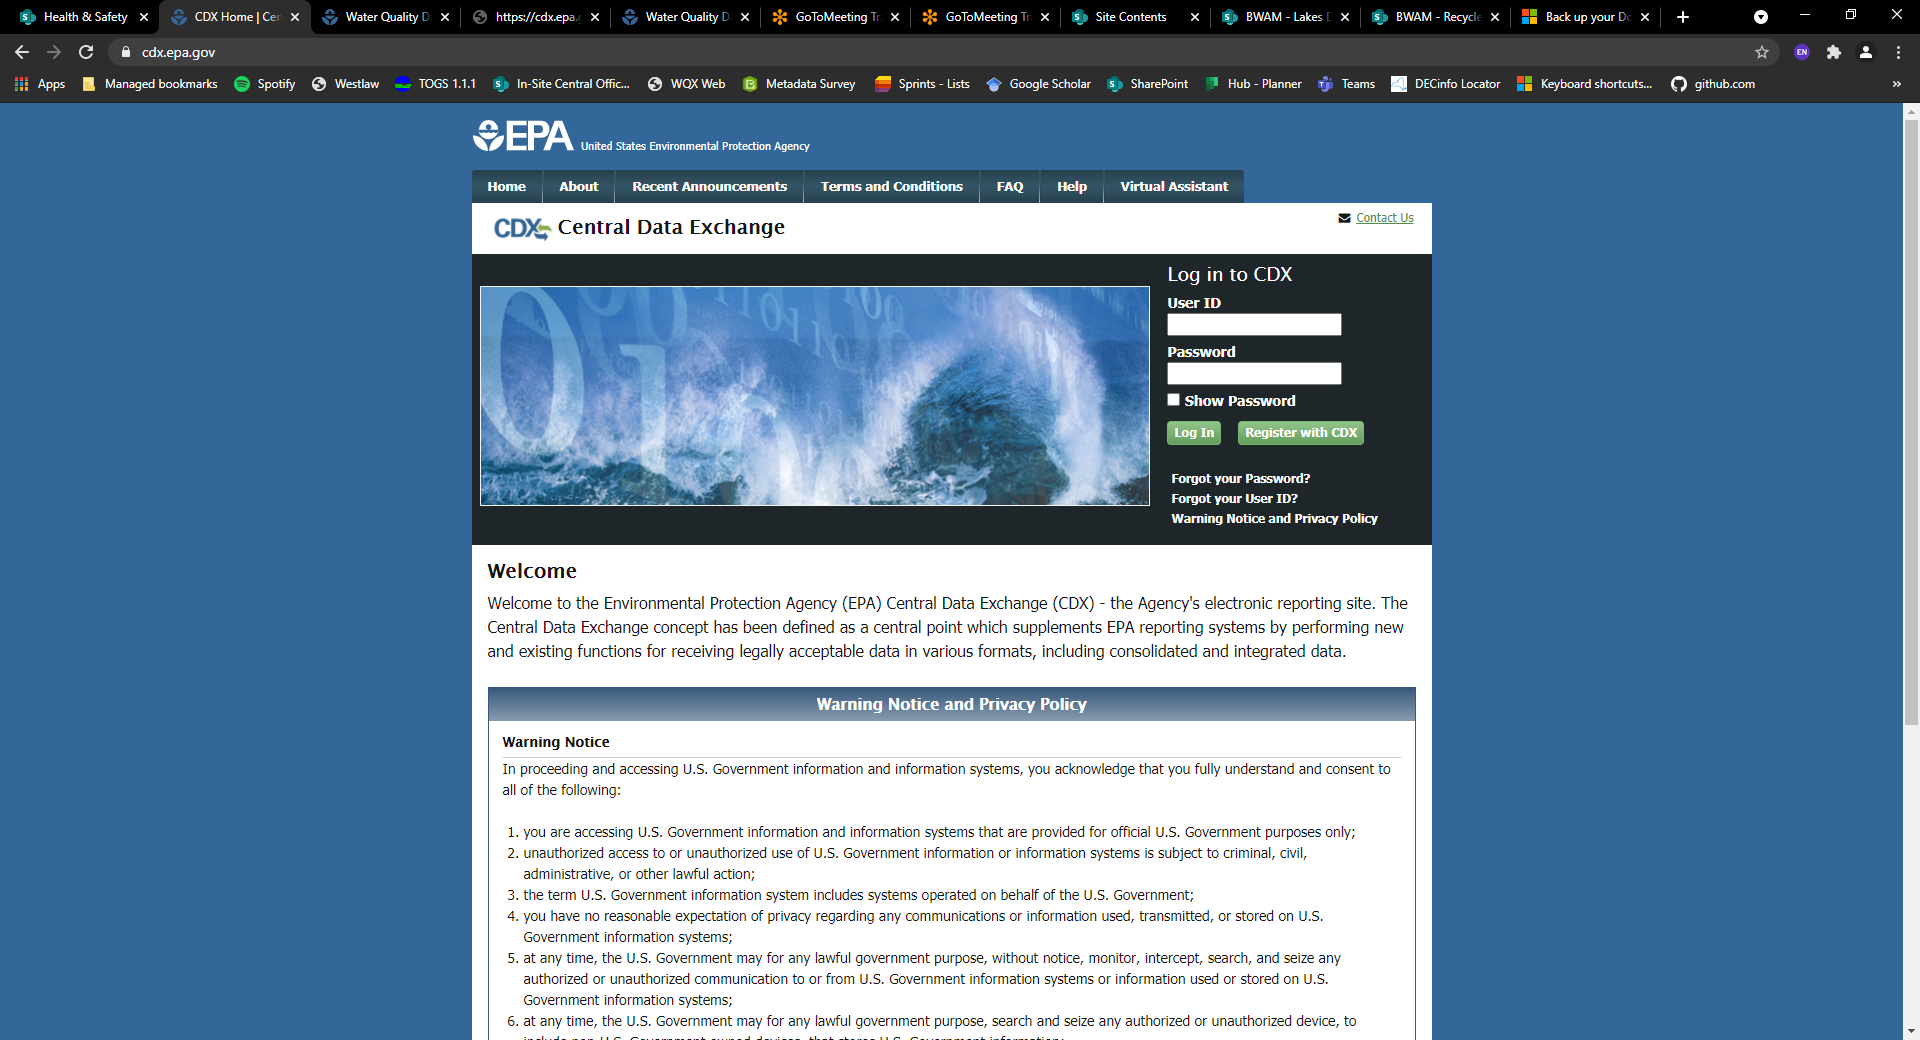 Health & Safety
CDX Home | Cen
Water Quality D
https://cdx.epa.g
Water Quality D
GoToMeeting Tr
GoToMeeting Tra
Site Contents
BWAM - Lakes D
BWAM - Recycle
Back up your Do
cdx.epa.gov
EN
Apps
Managed bookmarks
Spotify
Westlaw
TOGS 1.1.1
In-Site Central Offic...
WQX Web
Metadata Survey
Sprints - Lists
Google Scholar
SharePoint
Hub - Planner
Teams
DECinfo Locator
Keyboard shortcuts...
github.com
EPA United States Environmental Protection Agency
Home
About
Recent Announcements
Terms and Conditions
FAQ
Help
Virtual Assistant
CDX Central Data Exchange
Contact Us
Log in to CDX
User ID
Password
Show Password
Log In
Register with CDX
Forgot your Password?
Forgot your User ID?
Warning Notice and Privacy Policy
Welcome
Welcome to the Environmental Protection Agency (EPA) Central Data Exchange (CDX) - the Agency's electronic reporting site. The
Central Data Exchange concept has been defined as a central point which supplements EPA reporting systems by performing new
and existing functions for receiving legally acceptable data in various formats, including consolidated and integrated data.
Warning Notice and Privacy Policy
Warning Notice
In proceeding and accessing U.S. Government information and information systems, you acknowledge that you fully understand and consent to
all of the following:
1. you are accessing U.S. Government information and information systems that are provided for official U.S. Government purposes only;
2. unauthorized access to or unauthorized use of U.S. Government information or information systems is subject to criminal, civil,
administrative, or other lawful action;
3. the term U.S. Government information system includes systems operated on behalf of the U.S. Government;
4. you have no reasonable expectation of privacy regarding any communications or information used, transmitted, or stored on U.S.
Government information systems;
5. at any time, the U.S. Government may for any lawful government purpose, without notice, monitor, intercept, search, and seize any
authorized or unauthorized communication to or from U.S. Government information systems or information used or stored on U.S.
Government information systems;
6. at any time, the U.S. Government may for any lawful government purpose, search and seize any authorized or unauthorized device, to
include non-U.S. Government owned devices, that stores U.S. Government information;